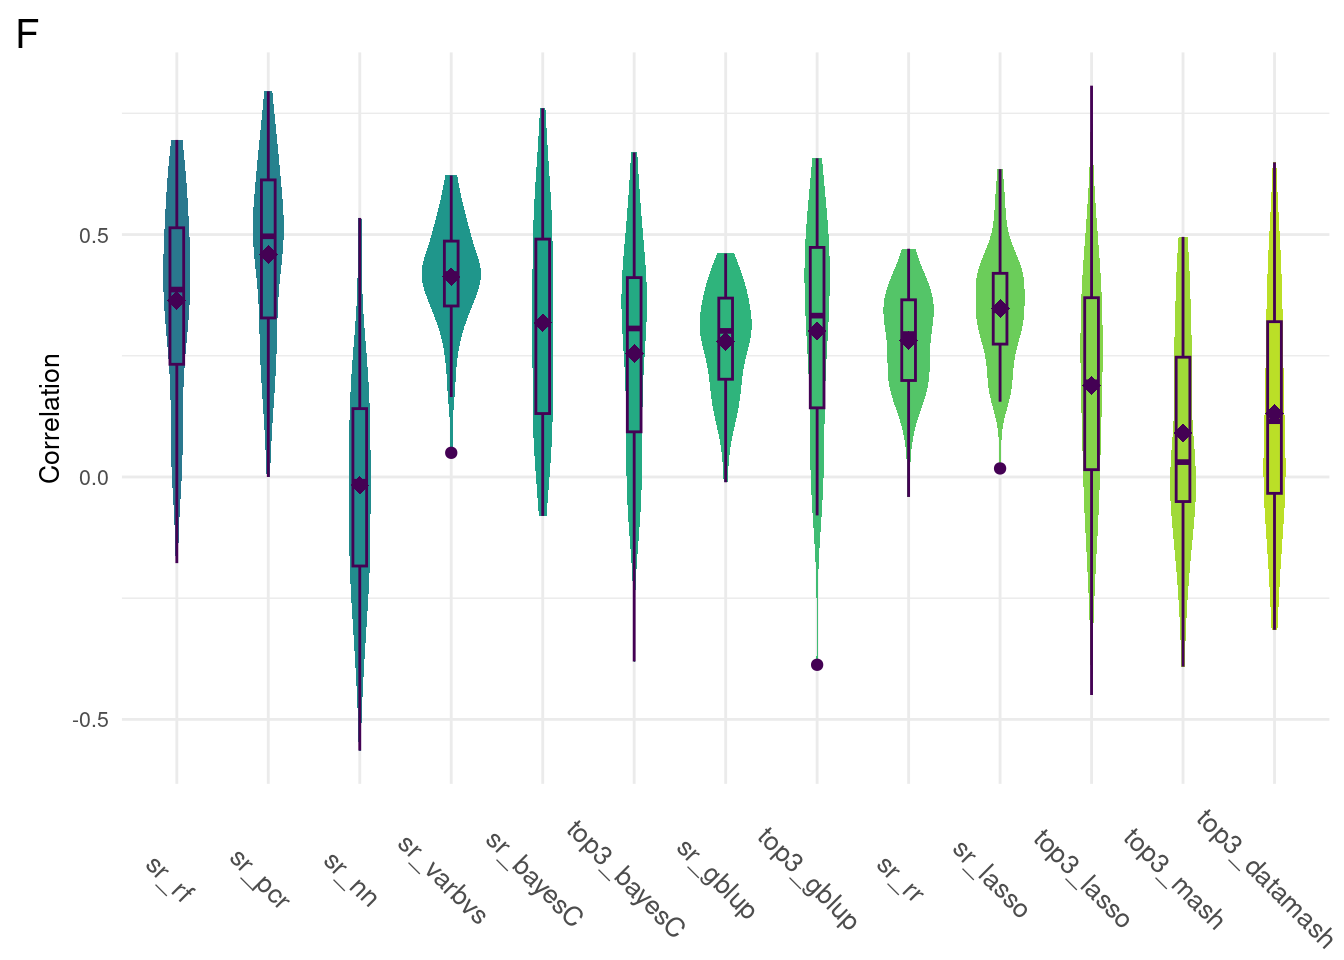 F
Correlation
0.5
0.0
-0.5
sr_rf
sr_pcr
sr_nn
sr_varbvs
sr_bayesC
top3_bayesC
sr_gblup
top3_gblup
sr_rr
sr_lasso
top3_lasso
top3_mash
top3_datamash